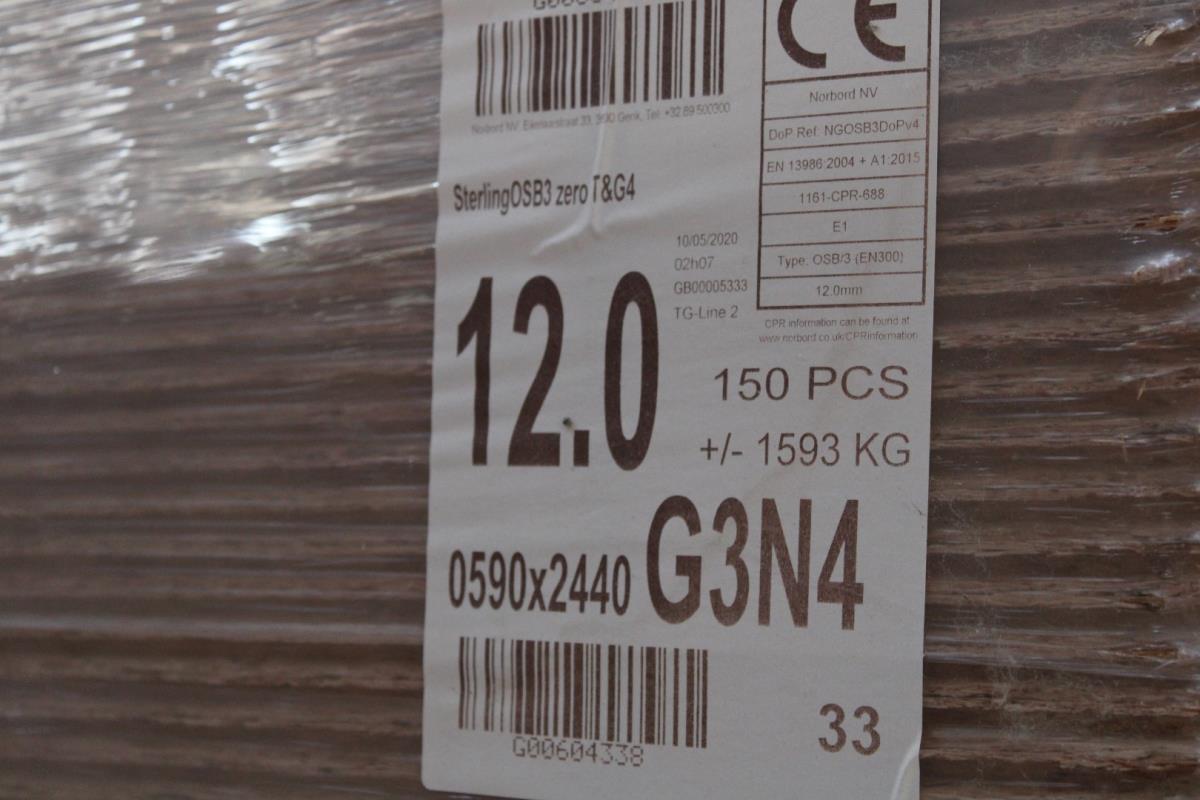 CE
Norbord NV, Eikelaarstraat 33, 3600 Genk, Tel: +32 89 500300
Norbord NV
DoP Ref: NGOSB3DoPv4
EN 13986:2004 + A1:2015
1161-CPR-688
E1
Type: OSB/3 (EN300)
12.0mm
CPR information can be found at
www.norbord.co.uk/CPRinformation
SterlingOSB3 zero T&G4
10/05/2020
02h07
GB00005333
TG-Line 2
12.0
150 PCS
+/- 1593 KG
0590x2440
G3N4
G00604338
33